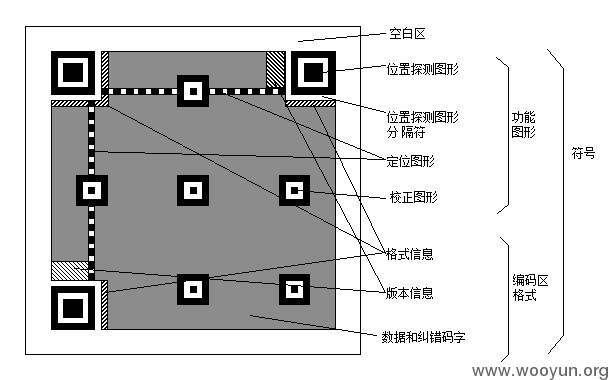 空白区
位置探测图形
位置探测图形
分隔符
定位图形
校正图形
格式信息
版本信息
数据和纠错码字
功能
图形
编码区
格式
符号
www.wooyun.org